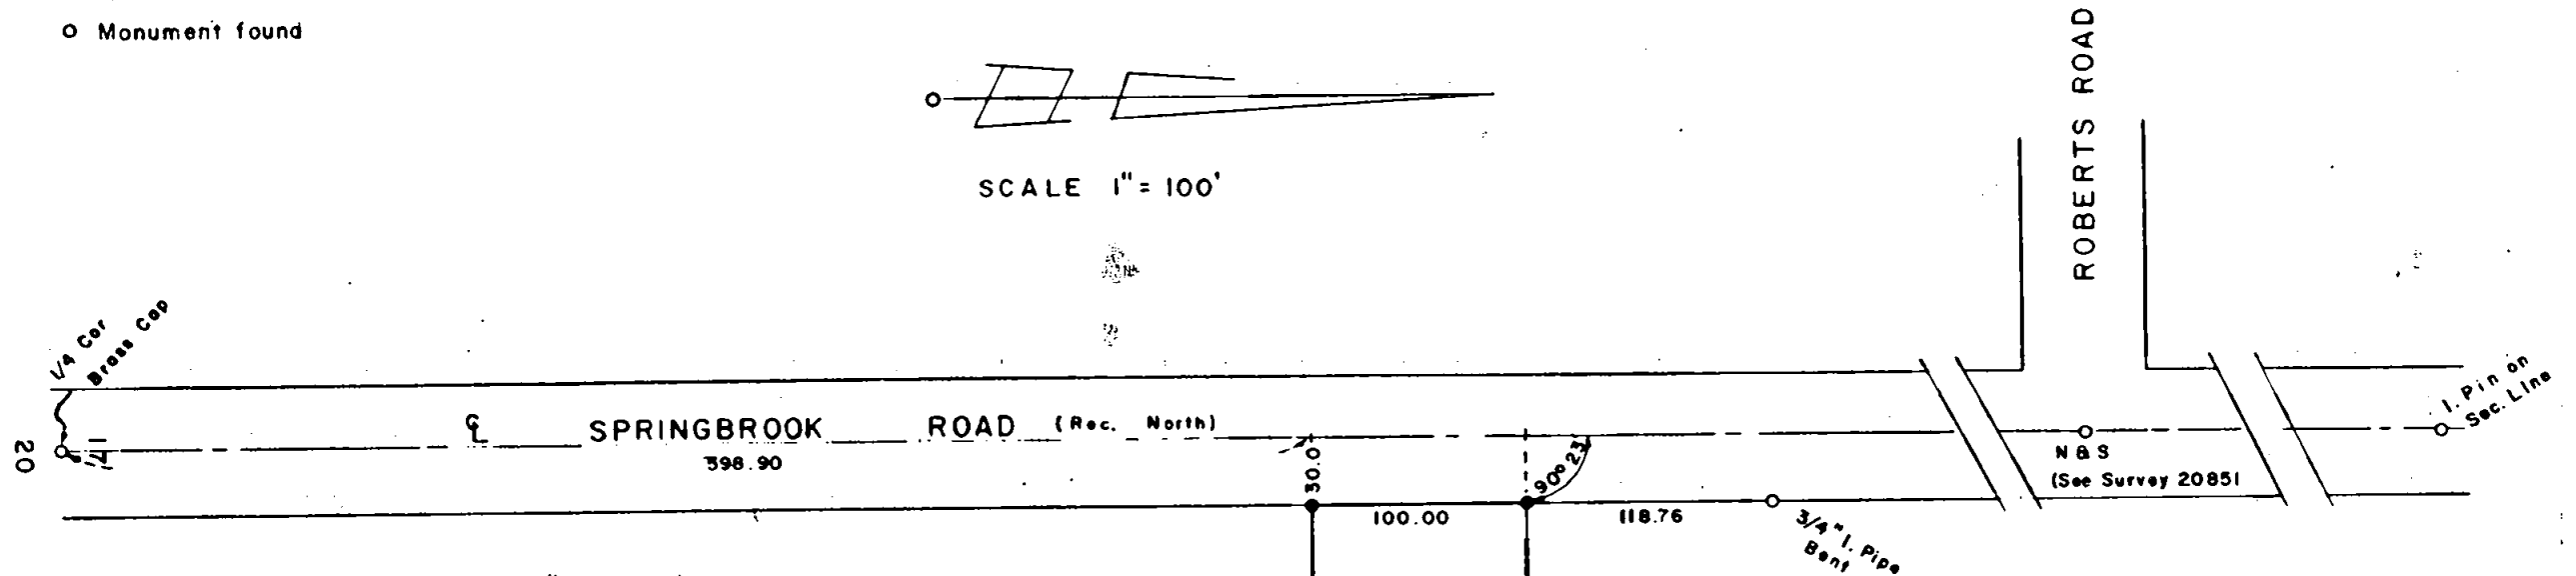 Monument found
SCALE 1" = 100'
ROBERTS ROAD
1/4 Cor
Brass Cap
20
℄ SPRINGBROOK ROAD (Rec. North)
398.90
30.0
90° 23'
N & S
(See Survey 20851
I. Pin on
Sec. Line
100.00
118.76
3/4" I. Pipe
Bent